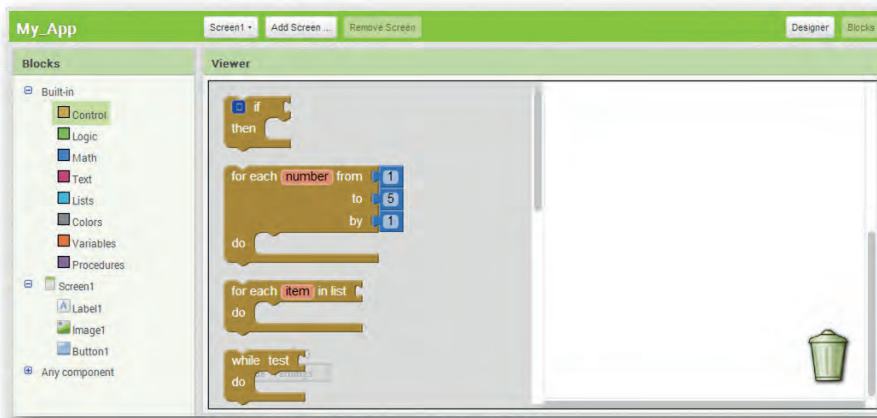 My_App
Screen1 Add Screen ... Remove Screen
Designer Blocks
Blocks
Viewer
Built-in
Control
Logic
Math
Text
Lists
Colors
Variables
Procedures
Screen1
Label1
Image1
Button1
Any component
if
then
for each number from 1
to 5
by 1
do
for each item in list
do
while test
do